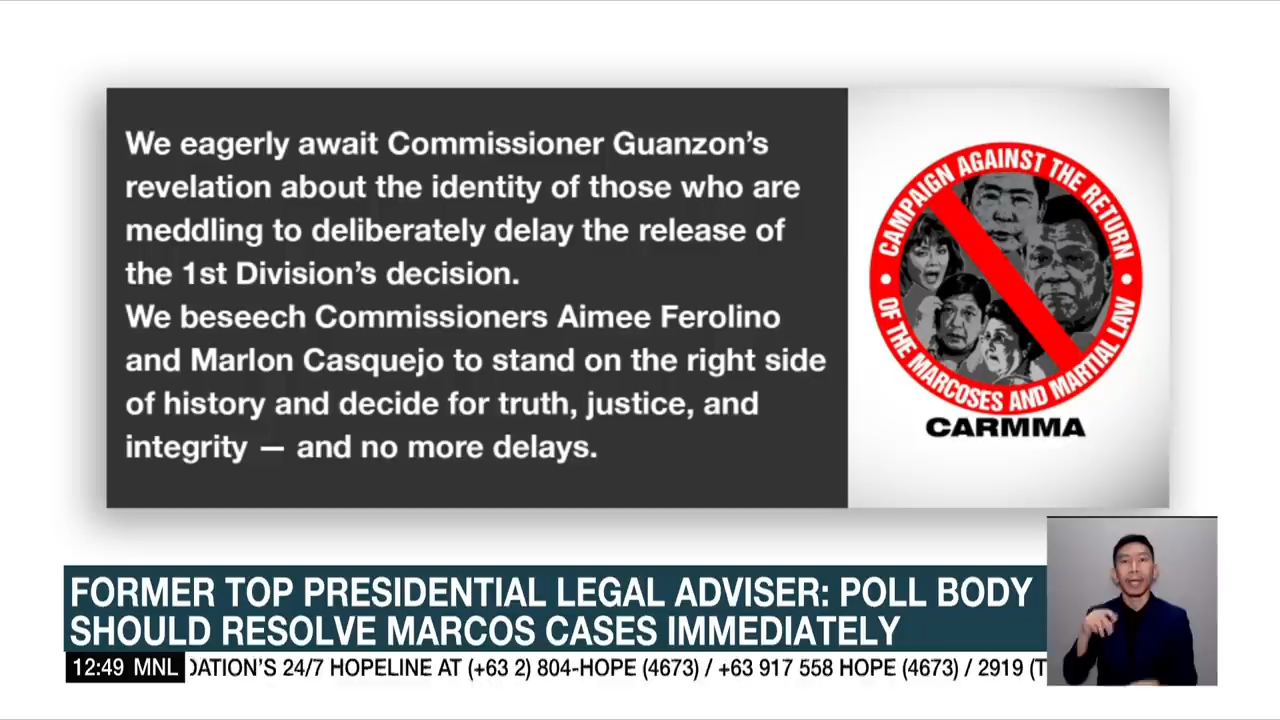 We eagerly await Commissioner Guanzon's
revelation about the identity of those who are
meddling to deliberately delay the release of
the 1st Division's decision.
We beseech Commissioners Aimee Ferolino
and Marlon Casquejo to stand on the right side
of history and decide for truth, justice, and
integrity — and no more delays.
CAMPAIGN AGAINST THE RETURN
OF THE MARCOSES AND MARTIAL LAW
CARMMA
FORMER TOP PRESIDENTIAL LEGAL ADVISER: POLL BODY
SHOULD RESOLVE MARCOS CASES IMMEDIATELY
12:49 MNL DATION'S 24/7 HOPELINE AT (+63 2) 804-HOPE (4673) / +63 917 558 HOPE (4673) / 2919 (T